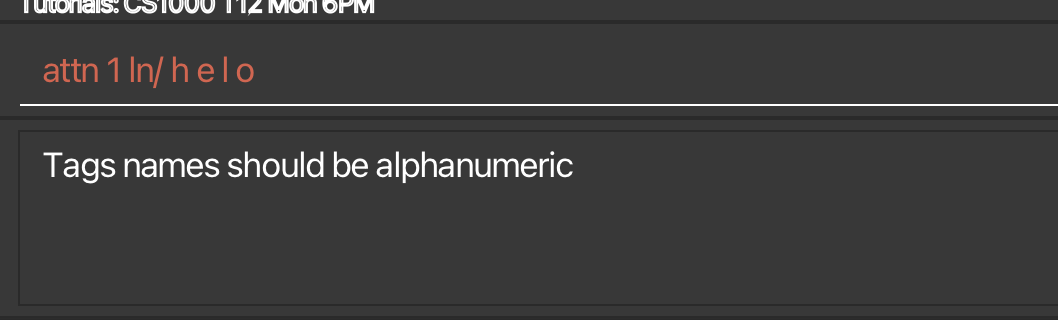 Tutorials: CS1000 T12 Mon 6PM
attn 1 ln/ h e l o
Tags names should be alphanumeric